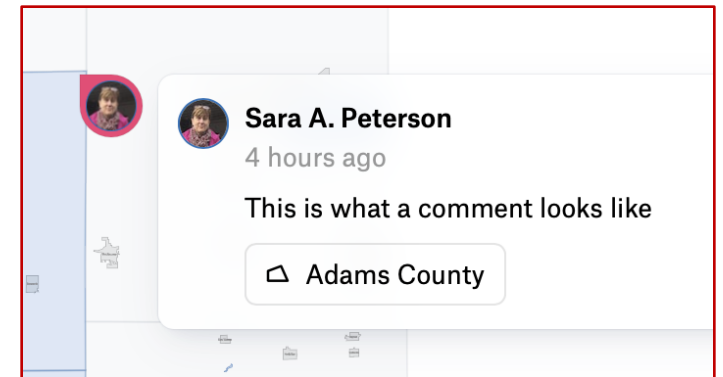 Sara A. Peterson
4 hours ago
This is what a comment looks like
Adams County